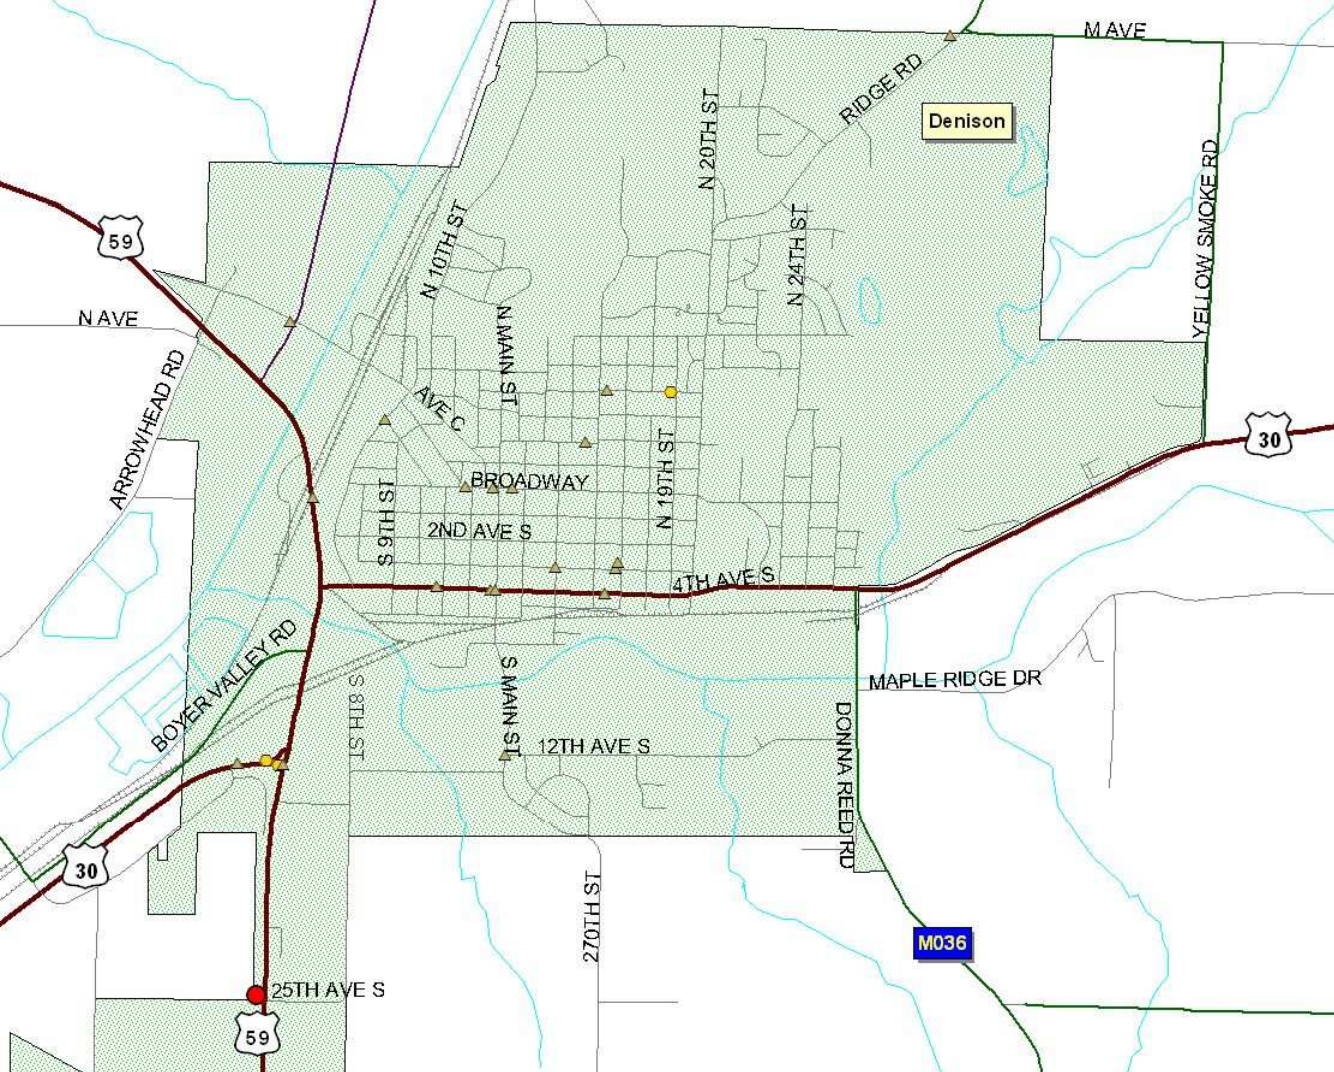 M AVE
RIDGE RD
Denison
N 20TH ST
YELLOW SMOKE RD
59
N 10TH ST
N 24TH ST
N AVE
N MAIN ST
ARROWHEAD RD
AVE C
30
N 19TH ST
BROADWAY
S 9TH ST
2ND AVE S
4TH AVE S
BOYER VALLEY RD
S 8TH ST
S MAIN ST
MAPLE RIDGE DR
12TH AVE S
DONNA REED RD
30
270TH ST
M036
25TH AVE S
59